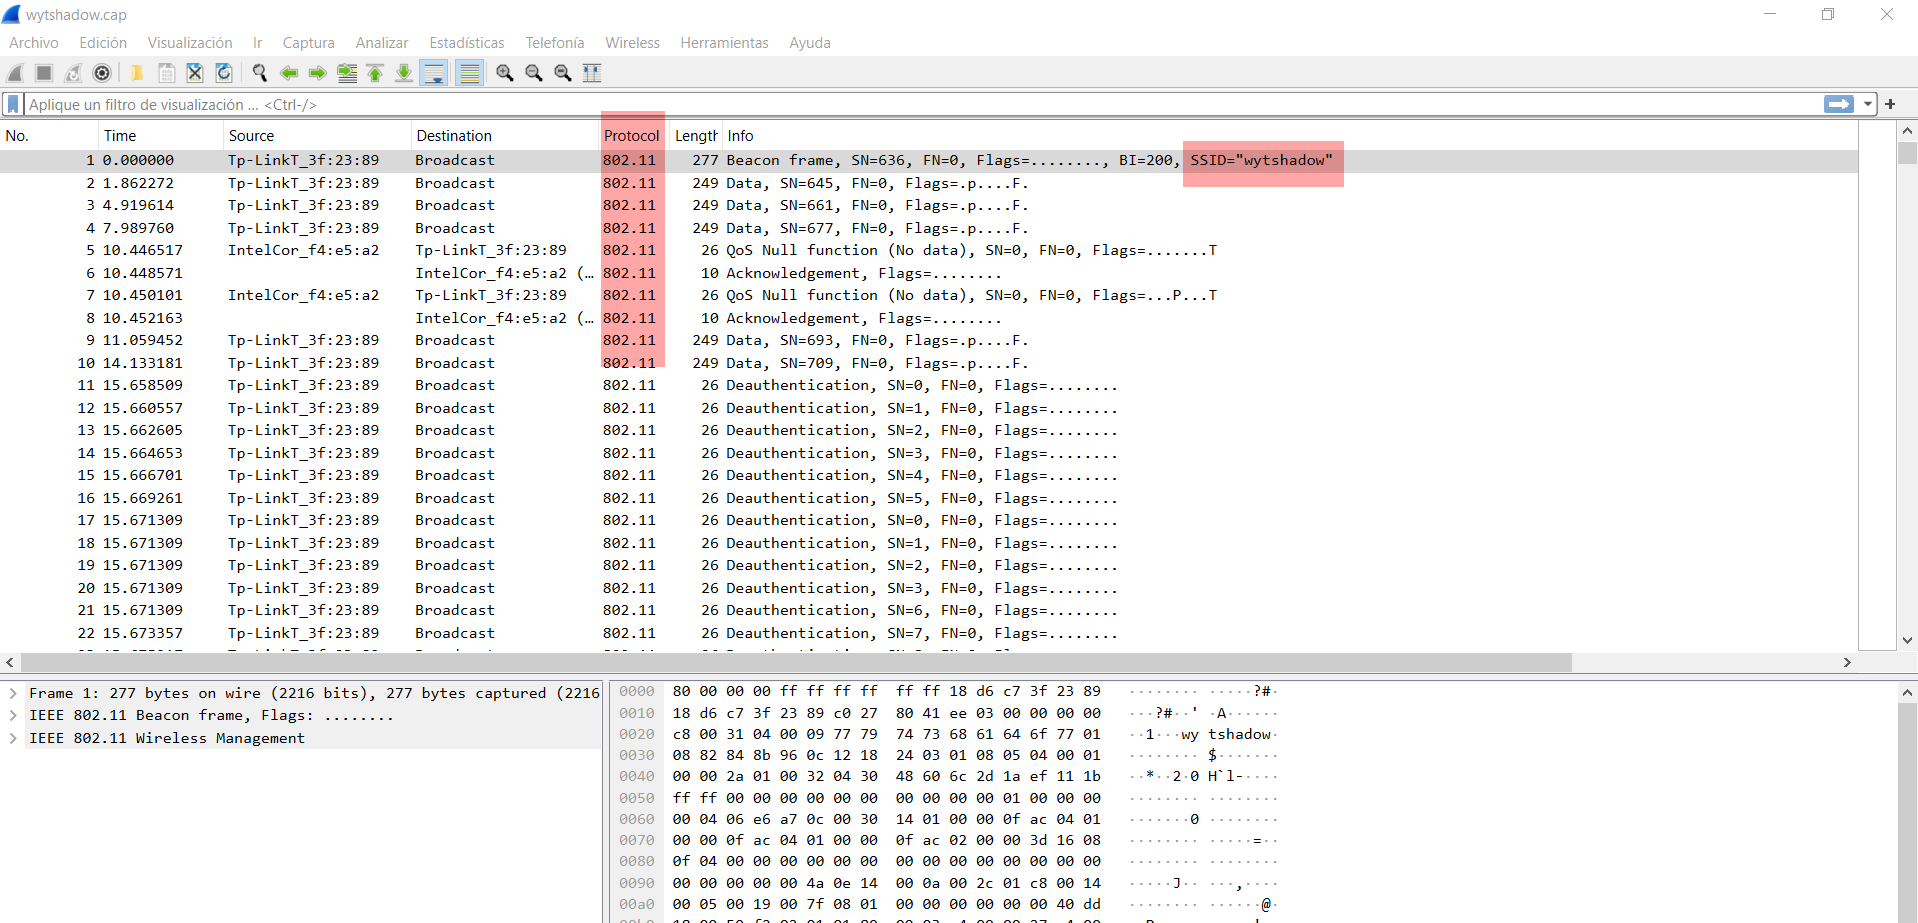 wytshadow.cap
Archivo Edición Visualización Ir Captura Analizar Estadísticas Telefonía Wireless Herramientas Ayuda
Aplique un filtro de visualización ... <Ctrl-/>
No. Time Source Destination Protocol Length Info
1 0.000000 Tp-LinkT_3f:23:89 Broadcast 802.11 277 Beacon frame, SN=636, FN=0, Flags=........, BI=200, SSID="wytshadow"
2 1.862272 Tp-LinkT_3f:23:89 Broadcast 802.11 249 Data, SN=645, FN=0, Flags=.p....F.
3 4.919614 Tp-LinkT_3f:23:89 Broadcast 802.11 249 Data, SN=661, FN=0, Flags=.p....F.
4 7.989760 Tp-LinkT_3f:23:89 Broadcast 802.11 249 Data, SN=677, FN=0, Flags=.p....F.
5 10.446517 IntelCor_f4:e5:a2 Tp-LinkT_3f:23:89 802.11 26 QoS Null function (No data), SN=0, FN=0, Flags=.......T
6 10.448571 IntelCor_f4:e5:a2 (… 802.11 10 Acknowledgement, Flags=........
7 10.450101 IntelCor_f4:e5:a2 Tp-LinkT_3f:23:89 802.11 26 QoS Null function (No data), SN=0, FN=0, Flags=...P...T
8 10.452163 IntelCor_f4:e5:a2 (… 802.11 10 Acknowledgement, Flags=........
9 11.059452 Tp-LinkT_3f:23:89 Broadcast 802.11 249 Data, SN=693, FN=0, Flags=.p....F.
10 14.133181 Tp-LinkT_3f:23:89 Broadcast 802.11 249 Data, SN=709, FN=0, Flags=.p....F.
11 15.658509 Tp-LinkT_3f:23:89 Broadcast 802.11 26 Deauthentication, SN=0, FN=0, Flags=........
12 15.660557 Tp-LinkT_3f:23:89 Broadcast 802.11 26 Deauthentication, SN=1, FN=0, Flags=........
13 15.662605 Tp-LinkT_3f:23:89 Broadcast 802.11 26 Deauthentication, SN=2, FN=0, Flags=........
14 15.664653 Tp-LinkT_3f:23:89 Broadcast 802.11 26 Deauthentication, SN=3, FN=0, Flags=........
15 15.666701 Tp-LinkT_3f:23:89 Broadcast 802.11 26 Deauthentication, SN=4, FN=0, Flags=........
16 15.669261 Tp-LinkT_3f:23:89 Broadcast 802.11 26 Deauthentication, SN=5, FN=0, Flags=........
17 15.671309 Tp-LinkT_3f:23:89 Broadcast 802.11 26 Deauthentication, SN=0, FN=0, Flags=........
18 15.671309 Tp-LinkT_3f:23:89 Broadcast 802.11 26 Deauthentication, SN=1, FN=0, Flags=........
19 15.671309 Tp-LinkT_3f:23:89 Broadcast 802.11 26 Deauthentication, SN=2, FN=0, Flags=........
20 15.671309 Tp-LinkT_3f:23:89 Broadcast 802.11 26 Deauthentication, SN=3, FN=0, Flags=........
21 15.671309 Tp-LinkT_3f:23:89 Broadcast 802.11 26 Deauthentication, SN=6, FN=0, Flags=........
22 15.673357 Tp-LinkT_3f:23:89 Broadcast 802.11 26 Deauthentication, SN=7, FN=0, Flags=........
Frame 1: 277 bytes on wire (2216 bits), 277 bytes captured (2216
IEEE 802.11 Beacon frame, Flags: ........
IEEE 802.11 Wireless Management
0000 80 00 00 00 ff ff ff ff ff ff 18 d6 c7 3f 23 89 ········ ·····?#·
0010 18 d6 c7 3f 23 89 c0 27 80 41 ee 03 00 00 00 00 ···?#··' ·A······
0020 c8 00 31 04 00 09 77 79 74 73 68 61 64 6f 77 01 ··1···wy tshadow·
0030 08 82 84 8b 96 0c 12 18 24 03 01 08 05 04 00 01 ········ $·······
0040 00 00 2a 01 00 32 04 30 48 60 6c 2d 1a ef 11 1b ··*··2·0 H`l-····
0050 ff ff 00 00 00 00 00 00 00 00 00 00 01 00 00 00 ········ ········
0060 00 04 06 e6 a7 0c 00 30 14 01 00 00 0f ac 04 01 ·······0 ········
0070 00 00 0f ac 04 01 00 00 0f ac 02 00 00 3d 16 08 ········ ·····=··
0080 0f 04 00 00 00 00 00 00 00 00 00 00 00 00 00 00 ········ ········
0090 00 00 00 00 00 4a 0e 14 00 0a 00 2c 01 c8 00 14 ·····J·· ···,····
00a0 00 05 00 19 00 7f 08 01 00 00 00 00 00 00 40 dd ········ ······@·